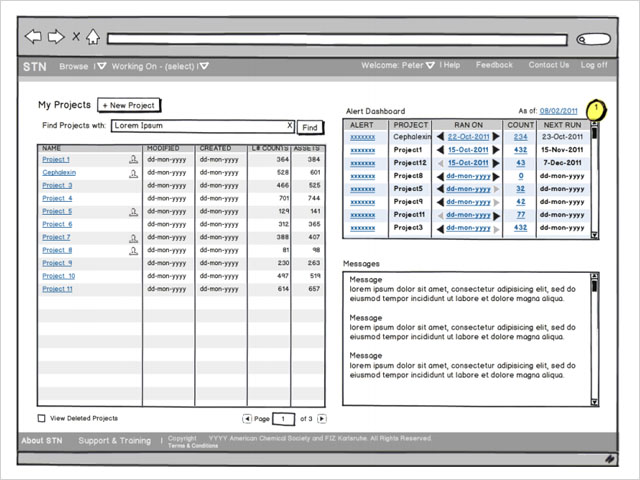 STN Browse | Working On - (select) | Welcome: Peter | Help Feedback Contact Us Log off
My Projects + New Project
Find Projects wth: Lorem Ipsum X Find
NAME MODIFIED CREATED L# COUNTS ASSETS
Project 1 dd-mon-yyyy dd-mon-yyyy 364 384
Cephalexin dd-mon-yyyy dd-mon-yyyy 528 601
Project 3 dd-mon-yyyy dd-mon-yyyy 466 525
Project 4 dd-mon-yyyy dd-mon-yyyy 701 744
Project 5 dd-mon-yyyy dd-mon-yyyy 129 141
Project 6 dd-mon-yyyy dd-mon-yyyy 312 365
Project 7 dd-mon-yyyy dd-mon-yyyy 388 407
Project 8 dd-mon-yyyy dd-mon-yyyy 81 98
Project 9 dd-mon-yyyy dd-mon-yyyy 230 263
Project 10 dd-mon-yyyy dd-mon-yyyy 497 519
Project 11 dd-mon-yyyy dd-mon-yyyy 614 657
View Deleted Projects Page 1 of 3
Alert Dashboard As of: 08/02/2011 1
ALERT PROJECT RAN ON COUNT NEXT RUN
xxxxxxx Cephalexin 22-Oct-2011 234 23-Oct-2011
xxxxxxx Project1 15-Oct-2011 432 15-Nov-2011
xxxxxxx Project12 15-Oct-2011 43 7-Dec-2011
xxxxxxx Project8 dd-mon-yyyy 0 dd-mon-yyyy
xxxxxxx Project5 dd-mon-yyyy 32 dd-mon-yyyy
xxxxxxx Project9 dd-mon-yyyy 42 dd-mon-yyyy
xxxxxxx Project11 dd-mon-yyyy 77 dd-mon-yyyy
xxxxxxx Project3 dd-mon-yyyy 432 dd-mon-yyyy
Messages
Message
lorem ipsum dolor sit amet, consectetur adipisicing elit, sed do
eiusmod tempor incididunt ut labore et dolore magna aliqua.
Message
lorem ipsum dolor sit amet, consectetur adipisicing elit, sed do
eiusmod tempor incididunt ut labore et dolore magna aliqua.
Message
lorem ipsum dolor sit amet, consectetur adipisicing elit, sed do
eiusmod tempor incididunt ut labore et dolore magna aliqua.
About STN Support & Training | Copyright YYYY American Chemical Society and FIZ Karlsruhe. All Rights Reserved.
Terms & Conditions